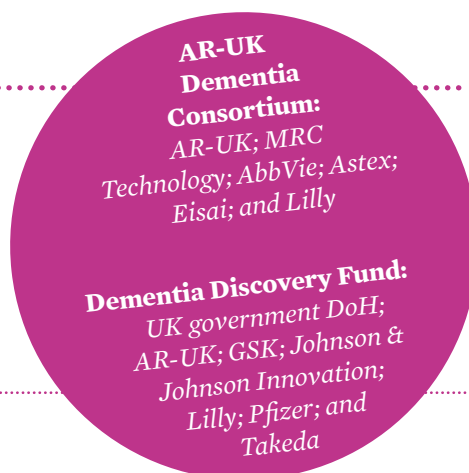 AR-UK
Dementia
Consortium:
AR-UK; MRC
Technology; AbbVie; Astex;
Eisai; and Lilly
Dementia Discovery Fund:
UK government DoH;
AR-UK; GSK; Johnson &
Johnson Innovation;
Lilly; Pfizer; and
Takeda